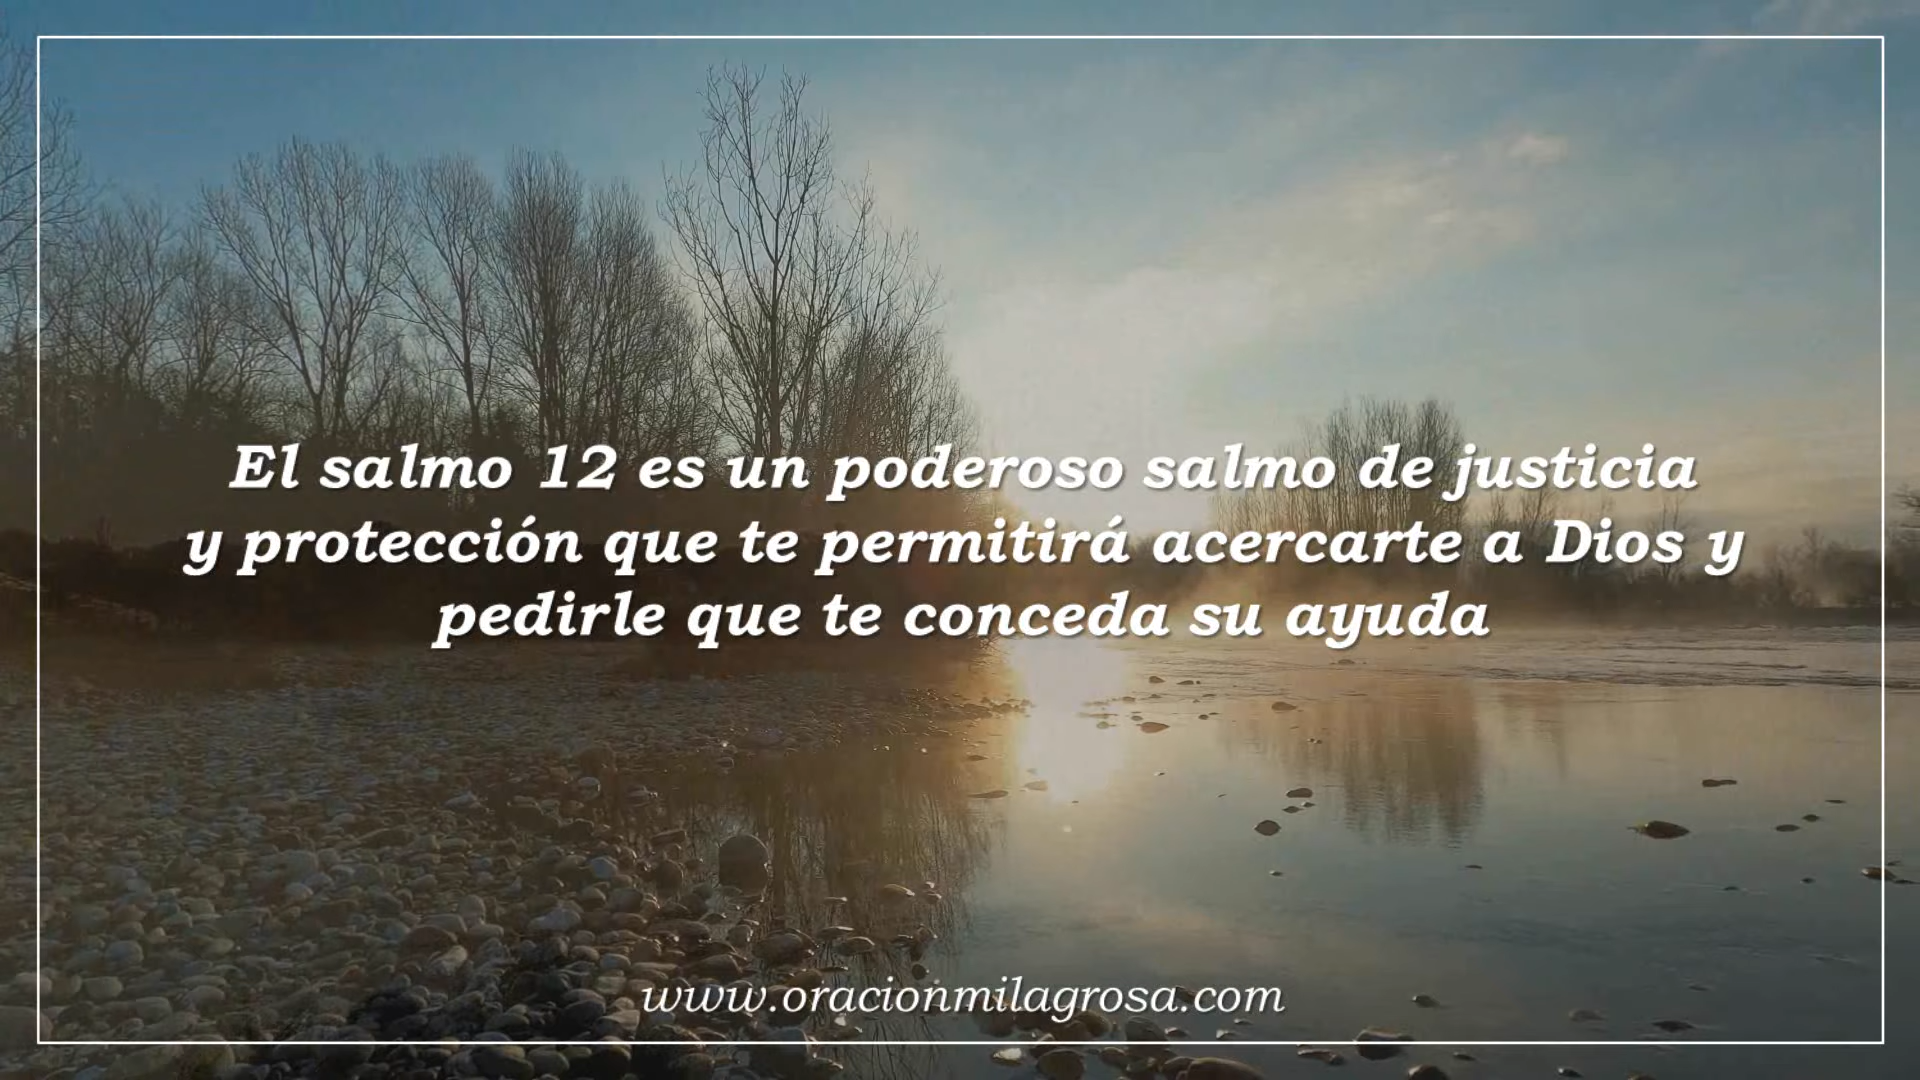 El salmo 12 es un poderoso salmo de justicia
y protección que te permitirá acercarte a Dios y
pedirle que te conceda su ayuda
www.oracionmilagrosa.com